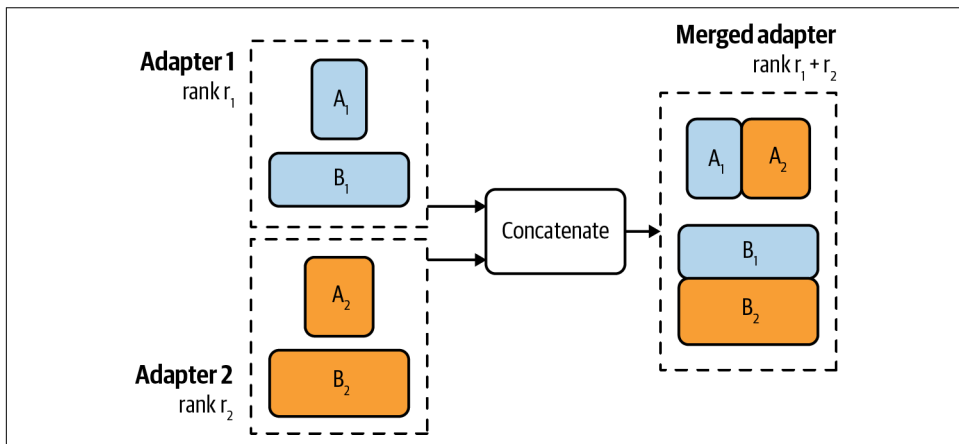 Adapter 1
rank r₁
A₁
B₁
A₂
B₂
Adapter 2
rank r₂
Concatenate
Merged adapter
rank r₁ + r₂
A₁ A₂
B₁
B₂